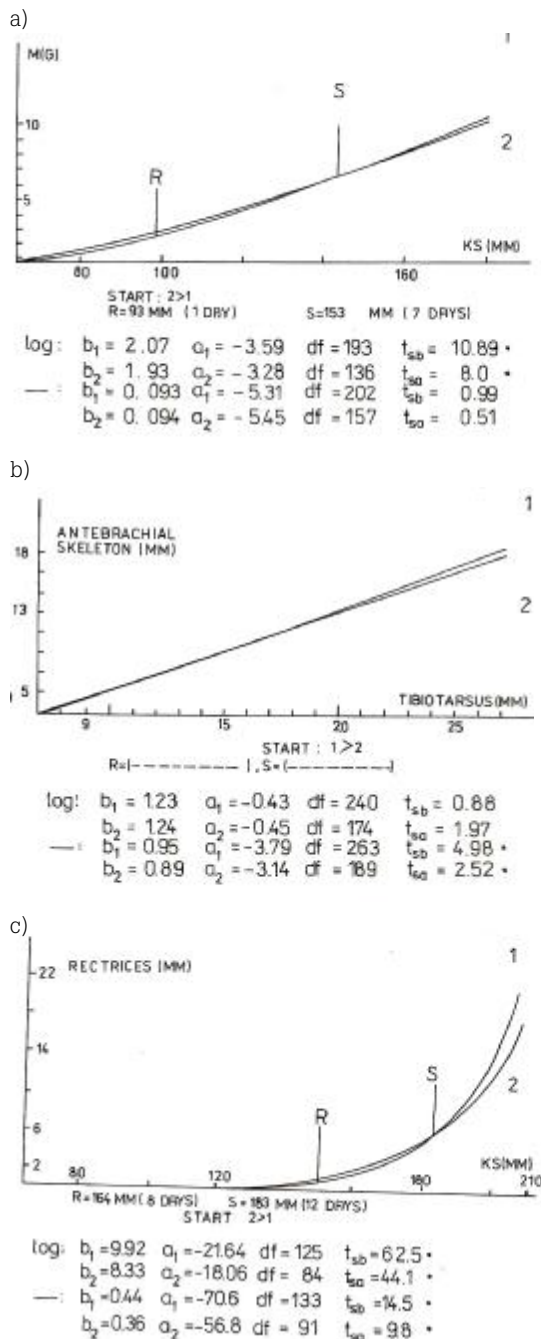 a)
M(G)
1
S
10
2
R
5
KS (MM)
80 100 160
START: 2>1
R=93 MM (1 DRY) S=153 MM (7 DAYS)
log: b1 = 2.07 a1 = -3.59 df = 193 tsb = 10.89 •
b2 = 1.93 a2 = -3.28 df = 136 tsa = 8.0 •
—: b1 = 0.093 a1 = -5.31 df = 202 tsb = 0.99
b2 = 0.094 a2 = -5.45 df = 157 tsa = 0.51
b)
ANTEBRACHIAL
SKELETON (MM)
1
18
13
2
5
TIBIOTARSUS (MM)
9 15 20 25
START: 1>2
R=(-----------), S=(-----------)
log: b1 = 1.23 a1 = -0.43 df = 240 tsb = 0.88
b2 = 1.24 a2 = -0.45 df = 174 tsa = 1.97
—: b1 = 0.95 a1 = -3.79 df = 263 tsb = 4.98 •
b2 = 0.89 a2 = -3.14 df = 189 tsa = 2.52 •
c)
RECTRICES (MM)
1
22
14
S
2
6
R
2
KS (MM)
80 120 180 210
R=164 MM (8 DAYS) S=183 MM (12 DAYS)
START 2>1
log: b1=9.92 a1=-21.64 df=125 tsb=62.5 •
b2=8.33 a2=-18.06 df= 84 tsa=44.1 •
—: b1=0.44 a1=-70.6 df=133 tsb=14.5 •
b2=0.36 a2=-56.8 df= 91 tsa=9.8 •